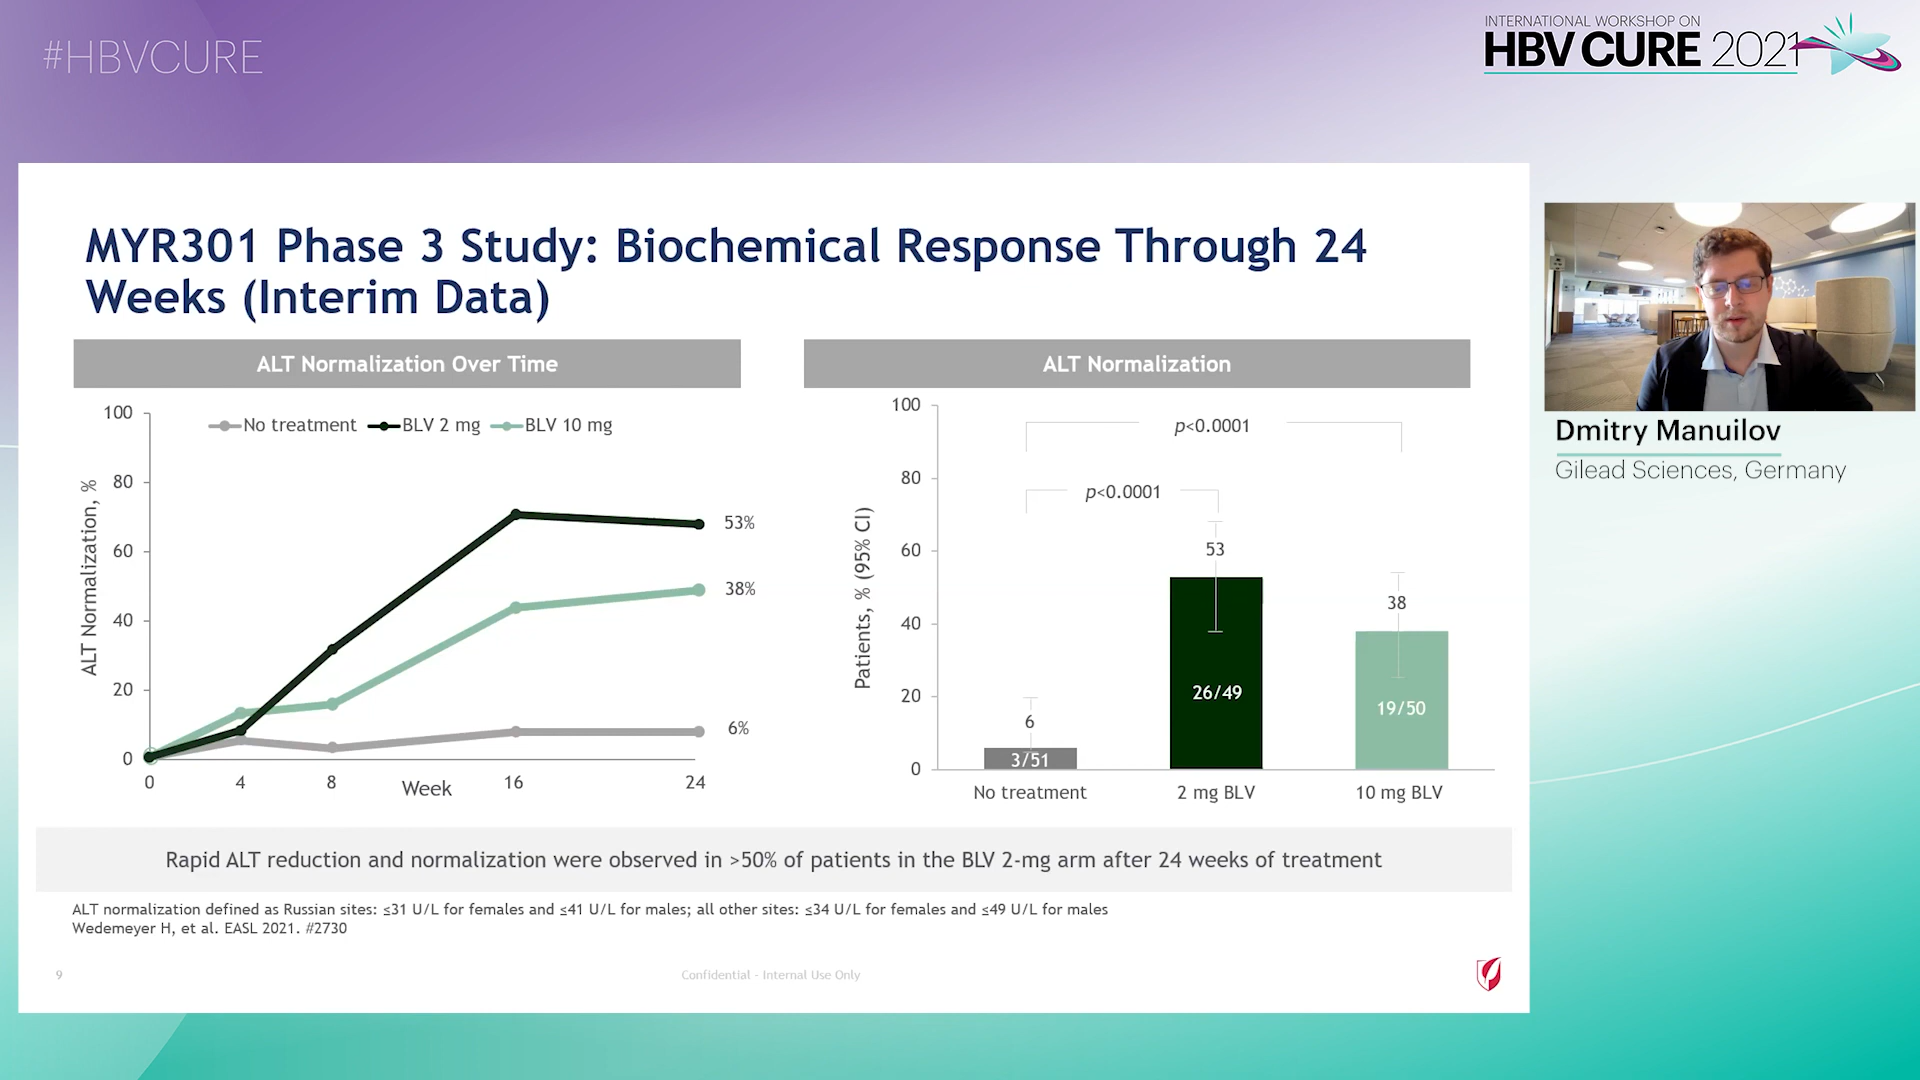 #HBVCURE
INTERNATIONAL WORKSHOP ON
HBV CURE 2021
MYR301 Phase 3 Study: Biochemical Response Through 24
Weeks (Interim Data)
ALT Normalization Over Time
ALT Normalization, %
100
80
60
40
20
0
No treatment
BLV 2 mg
BLV 10 mg
53%
38%
6%
0
4
8
16
24
Week
ALT Normalization
Patients, % (95% CI)
100
80
60
40
20
0
p<0.0001
p<0.0001
6
53
38
3/51
26/49
19/50
No treatment
2 mg BLV
10 mg BLV
Rapid ALT reduction and normalization were observed in >50% of patients in the BLV 2-mg arm after 24 weeks of treatment
ALT normalization defined as Russian sites: ≤31 U/L for females and ≤41 U/L for males; all other sites: ≤34 U/L for females and ≤49 U/L for males
Wedemeyer H, et al. EASL 2021. #2730
9
Confidential - Internal Use Only
Dmitry Manuilov
Gilead Sciences, Germany